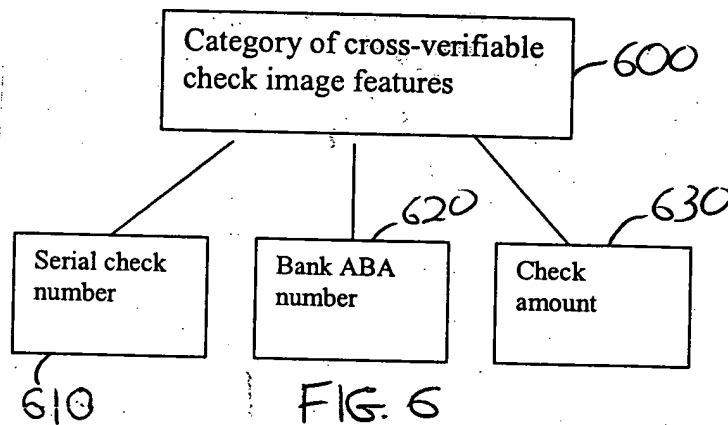 Category of cross-verifiable
check image features
600
620
630
Serial check
number
Bank ABA
number
Check
amount
610
FIG. 6